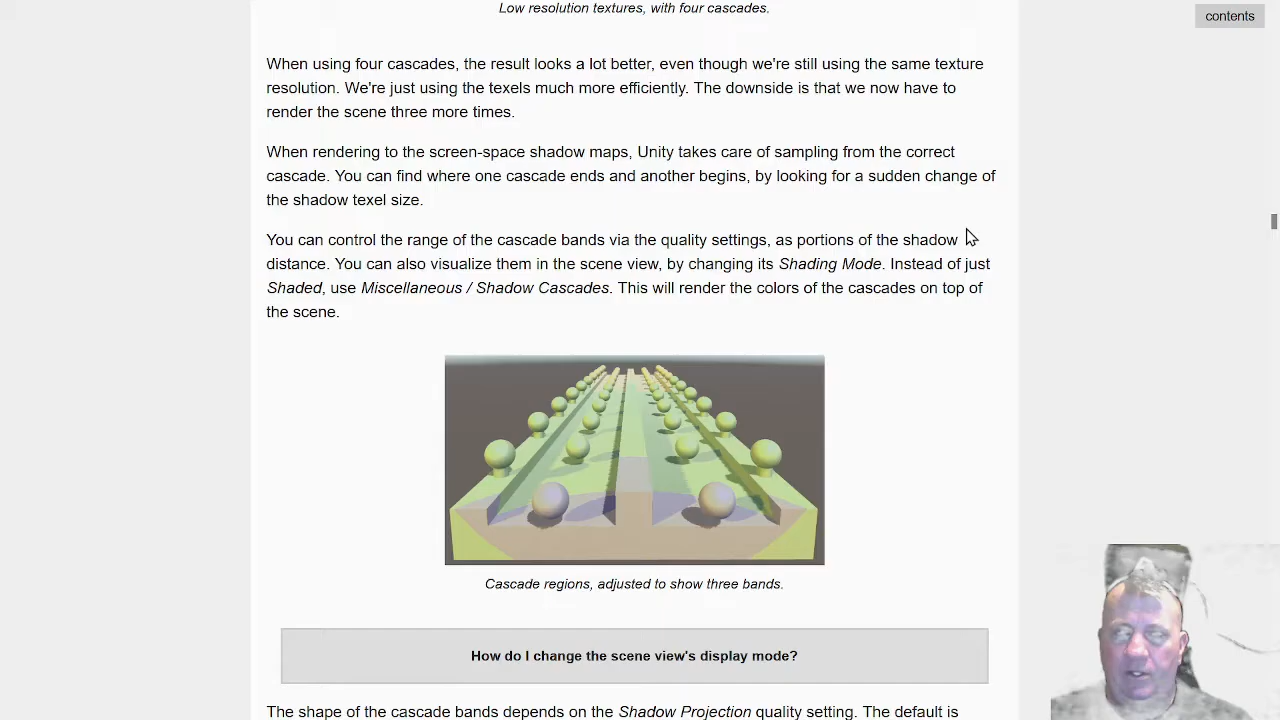 Low resolution textures, with four cascades.
contents
When using four cascades, the result looks a lot better, even though we're still using the same texture
resolution. We're just using the texels much more efficiently. The downside is that we now have to
render the scene three more times.
When rendering to the screen-space shadow maps, Unity takes care of sampling from the correct
cascade. You can find where one cascade ends and another begins, by looking for a sudden change of
the shadow texel size.
You can control the range of the cascade bands via the quality settings, as portions of the shadow
distance. You can also visualize them in the scene view, by changing its Shading Mode. Instead of just
Shaded, use Miscellaneous / Shadow Cascades. This will render the colors of the cascades on top of
the scene.
Cascade regions, adjusted to show three bands.
How do I change the scene view's display mode?
The shape of the cascade bands depends on the Shadow Projection quality setting. The default is